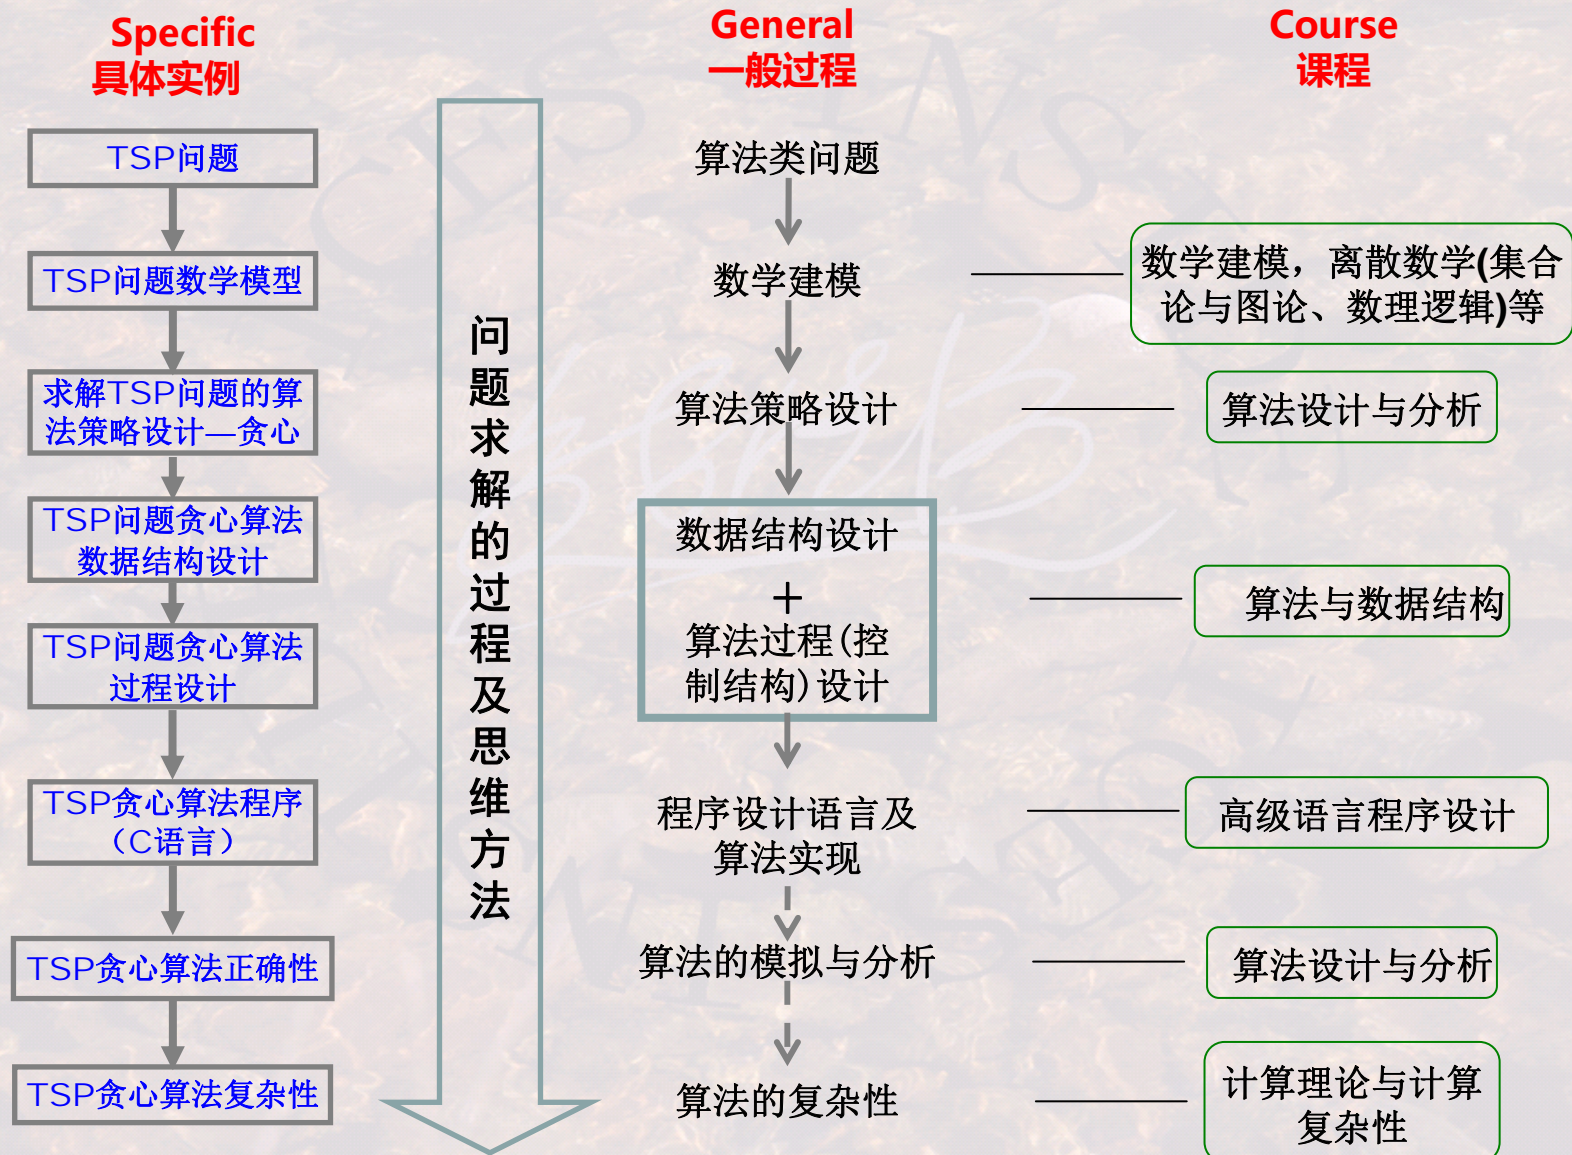 Specific
具体实例
TSP问题
TSP问题数学模型
求解TSP问题的算
法策略设计—贪心
TSP问题贪心算法
数据结构设计
TSP问题贪心算法
过程设计
TSP贪心算法程序
（C语言）
TSP贪心算法正确性
TSP贪心算法复杂性
问题求解的过程及思维方法
General
一般过程
算法类问题
数学建模
算法策略设计
数据结构设计
＋
算法过程(控
制结构)设计
程序设计语言及
算法实现
算法的模拟与分析
算法的复杂性
Course
课程
数学建模，离散数学(集合
论与图论、数理逻辑)等
算法设计与分析
算法与数据结构
高级语言程序设计
算法设计与分析
计算理论与计算
复杂性